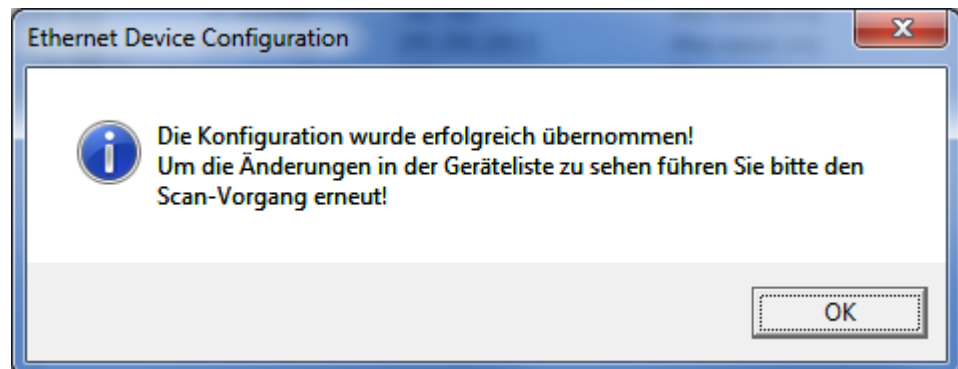 Ethernet Device Configuration
Die Konfiguration wurde erfolgreich übernommen!
Um die Änderungen in der Geräteliste zu sehen führen Sie bitte den
Scan-Vorgang erneut!
OK